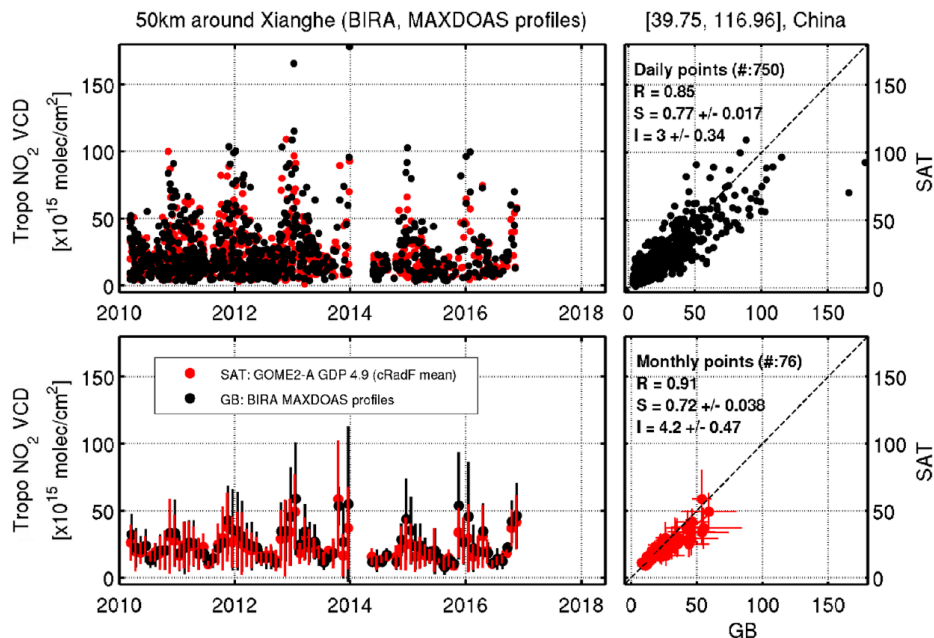 50km around Xianghe (BIRA, MAXDOAS profiles)
[39.75, 116.96], China
Tropo NO2 VCD
[x10^15 molec/cm^2]
150
100
50
0
2010 2012 2014 2016 2018
Daily points (#:750)
R = 0.85
S = 0.77 +/- 0.017
I = 3 +/- 0.34
150
100
50
0
SAT
0 50 100 150
Tropo NO2 VCD
[x10^15 molec/cm^2]
150
100
50
0
SAT: GOME2-A GDP 4.9 (cRadF mean)
GB: BIRA MAXDOAS profiles
2010 2012 2014 2016 2018
Monthly points (#:76)
R = 0.91
S = 0.72 +/- 0.038
I = 4.2 +/- 0.47
150
100
50
0
SAT
0 50 100 150
GB